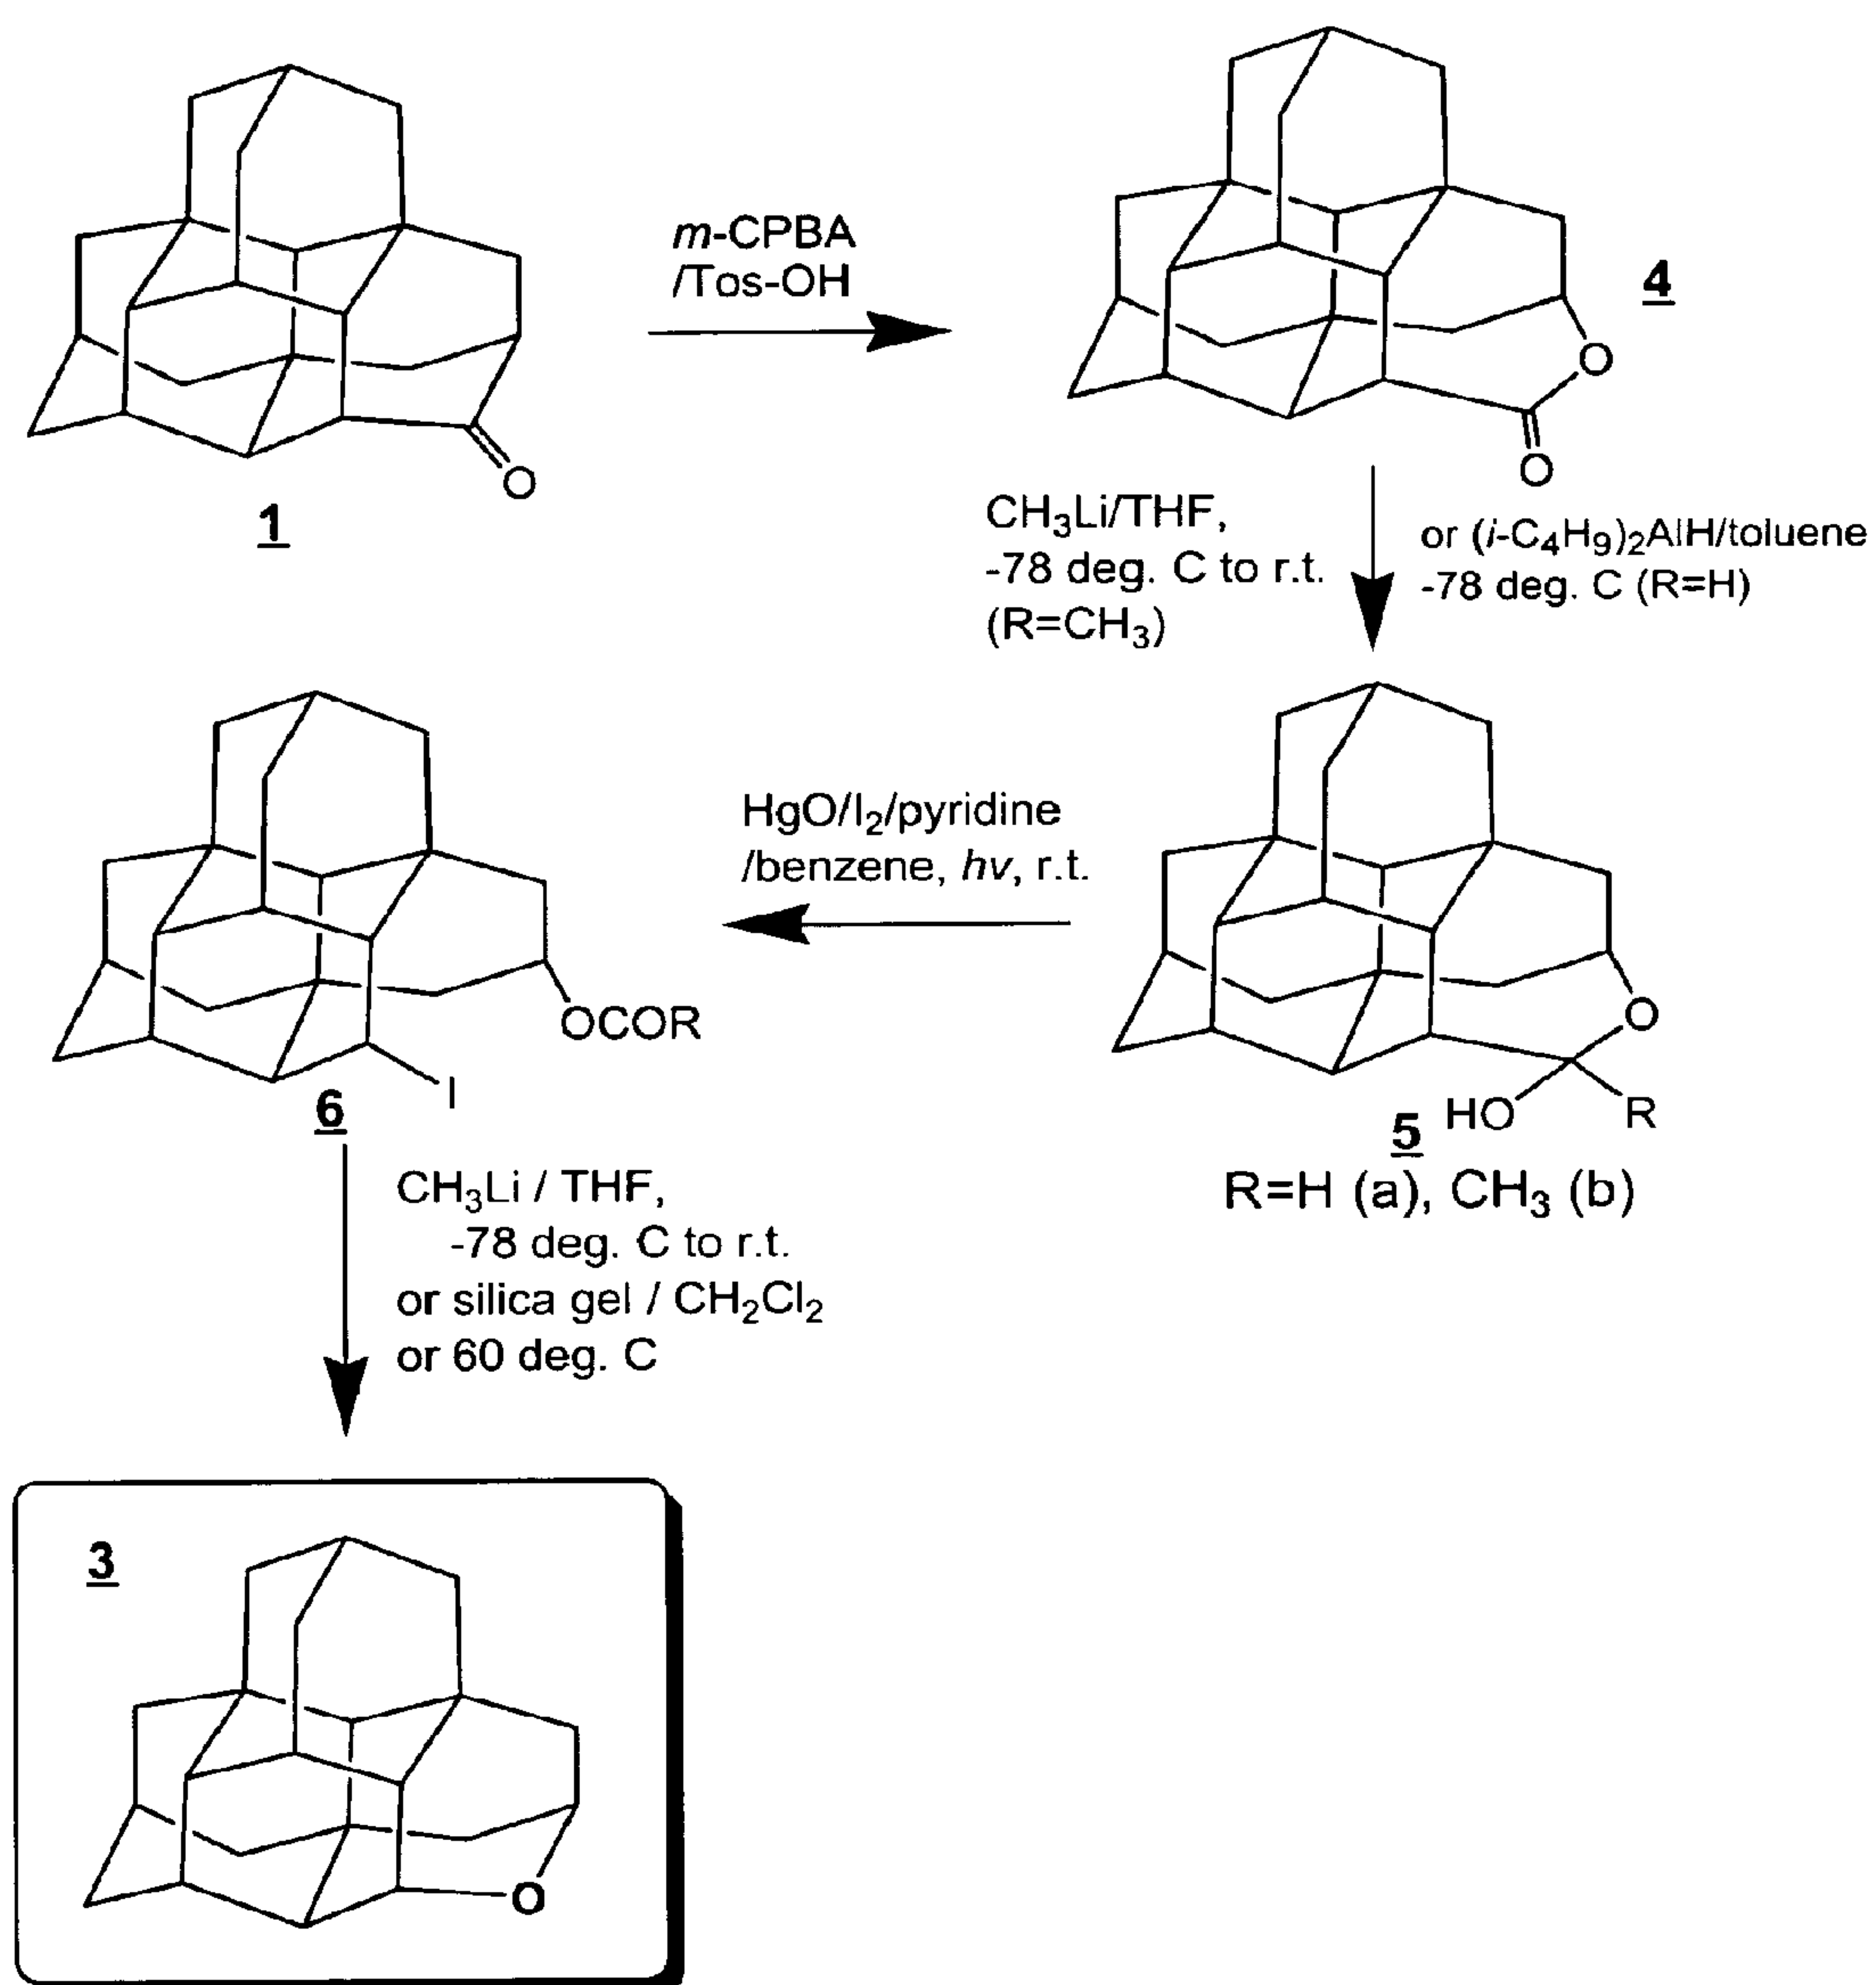 m-CPBA
/Tos-OH
O
1
O
O
4
CH3Li/THF,
-78 deg. C to r.t.
(R=CH3)
or (i-C4H9)2AlH/toluene
-78 deg. C (R=H)
HgO/I2/pyridine
/benzene, hν, r.t.
OCOR
I
6
O
HO
R
5
R=H (a), CH3 (b)
CH3Li / THF,
-78 deg. C to r.t.
or silica gel / CH2Cl2
or 60 deg. C
3
O